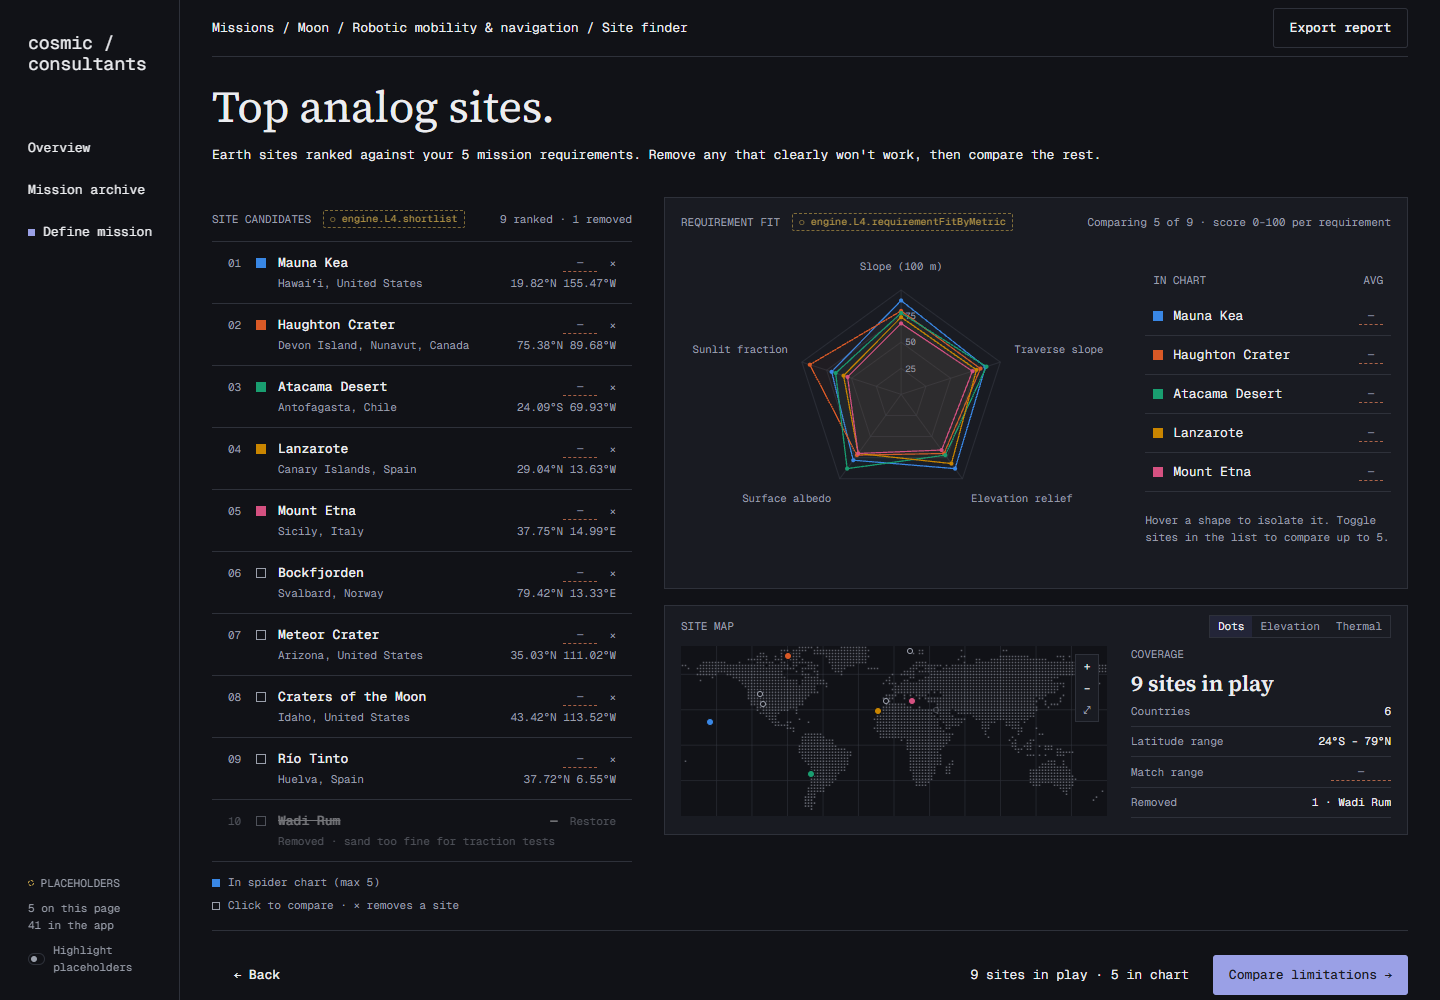 cosmic /
consultants
Overview
Mission archive
Define mission
PLACEHOLDERS
5 on this page
41 in the app
Highlight
placeholders
Missions / Moon / Robotic mobility & navigation / Site finder
Export report
Top analog sites.
Earth sites ranked against your 5 mission requirements. Remove any that clearly won't work, then compare the rest.
SITE CANDIDATES
engine.L4.shortlist
9 ranked · 1 removed
01 Mauna Kea — ×
Hawaiʻi, United States 19.82°N 155.47°W
02 Haughton Crater — ×
Devon Island, Nunavut, Canada 75.38°N 89.68°W
03 Atacama Desert — ×
Antofagasta, Chile 24.09°S 69.93°W
04 Lanzarote — ×
Canary Islands, Spain 29.04°N 13.63°W
05 Mount Etna — ×
Sicily, Italy 37.75°N 14.99°E
06 Bockfjorden — ×
Svalbard, Norway 79.42°N 13.33°E
07 Meteor Crater — ×
Arizona, United States 35.03°N 111.02°W
08 Craters of the Moon — ×
Idaho, United States 43.42°N 113.52°W
09 Río Tinto — ×
Huelva, Spain 37.72°N 6.55°W
10 Wadi Rum — Restore
Removed · sand too fine for traction tests
In spider chart (max 5)
Click to compare · × removes a site
REQUIREMENT FIT
engine.L4.requirementFitByMetric
Comparing 5 of 9 · score 0–100 per requirement
Slope (100 m)
75
50
25
Sunlit fraction
Traverse slope
Surface albedo
Elevation relief
IN CHART AVG
Mauna Kea —
Haughton Crater —
Atacama Desert —
Lanzarote —
Mount Etna —
Hover a shape to isolate it. Toggle
sites in the list to compare up to 5.
SITE MAP
Dots Elevation Thermal
+
−
⤢
COVERAGE
9 sites in play
Countries 6
Latitude range 24°S – 79°N
Match range —
Removed 1 · Wadi Rum
← Back
9 sites in play · 5 in chart
Compare limitations →